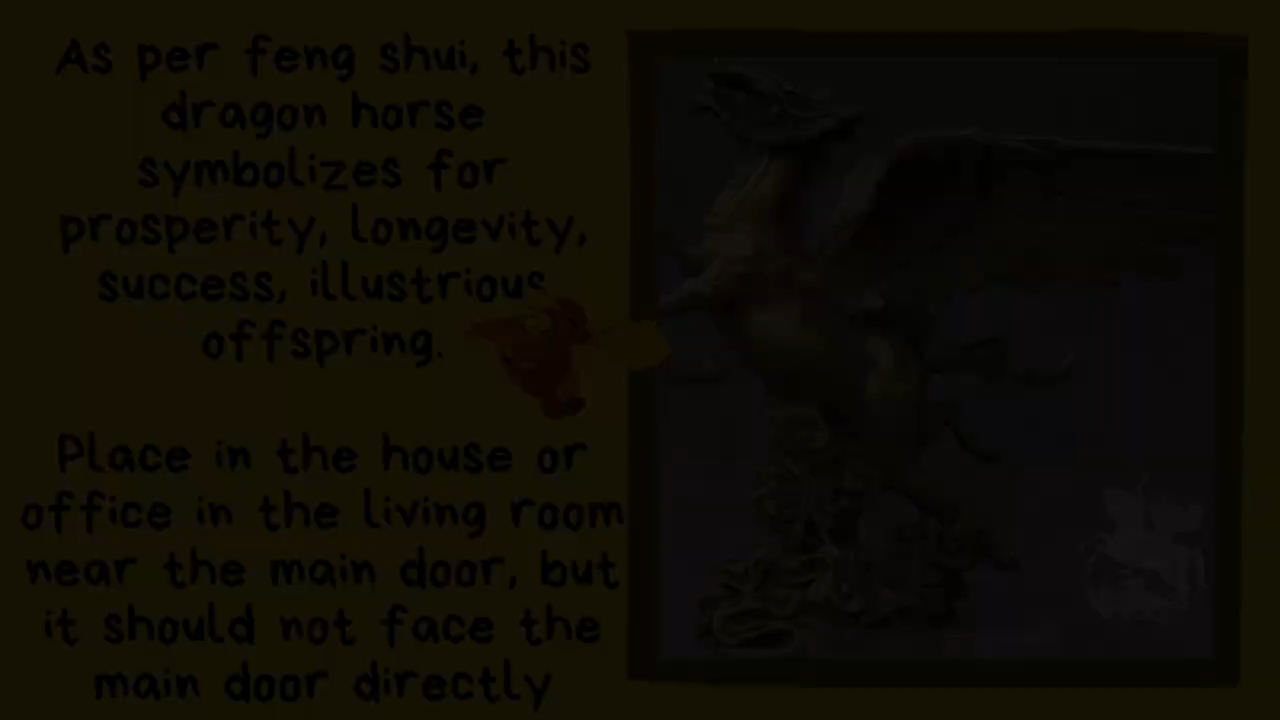 As per feng shui, this
dragon horse
symbolizes for
prosperity, longevity,
success, illustrious
offspring.
Place in the house or
office in the living room
near the main door, but
it should not face the
main door directly